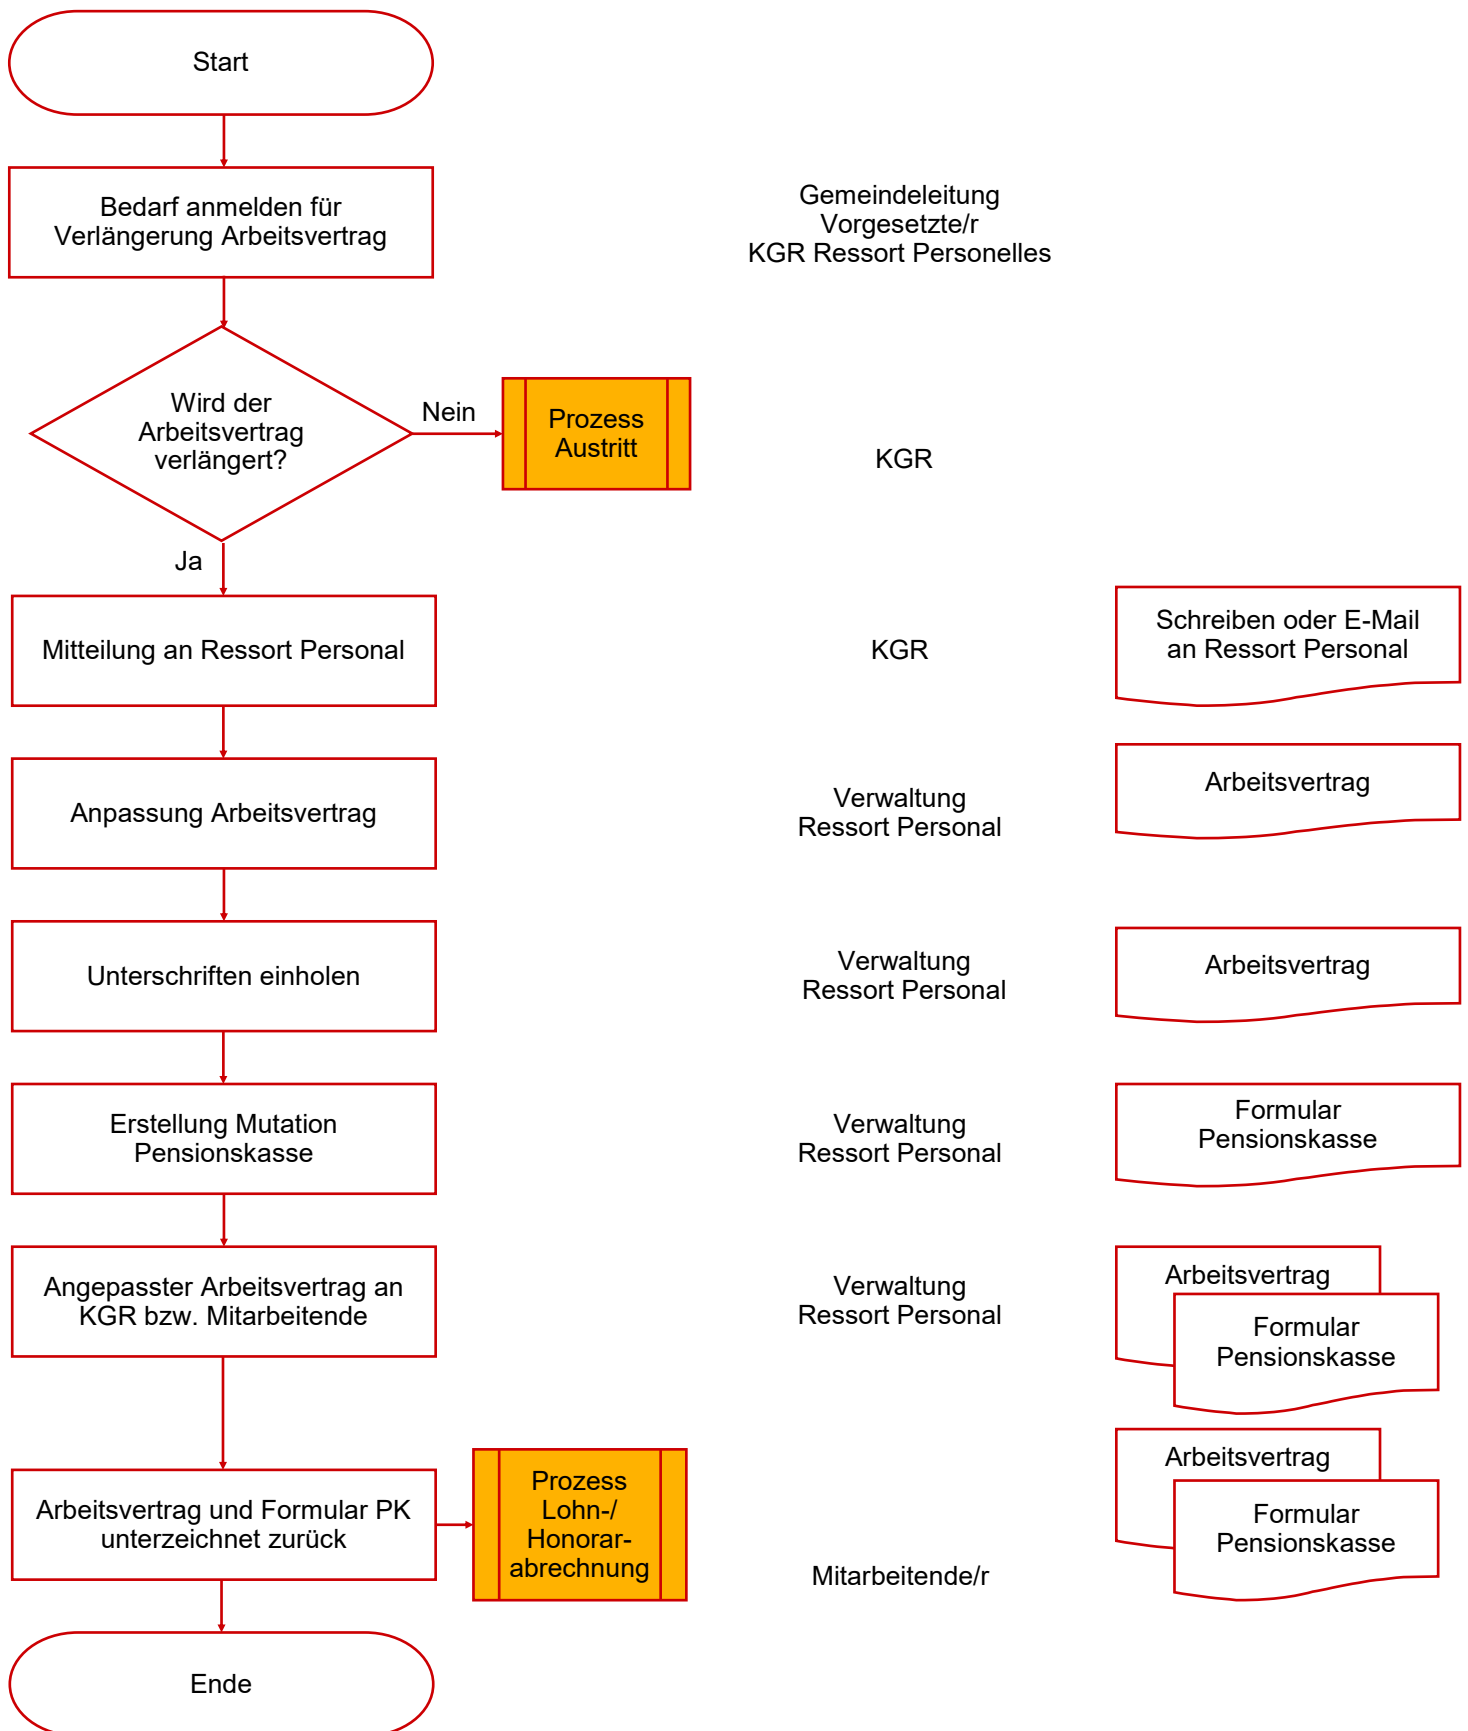 Start
Bedarf anmelden für
Verlängerung Arbeitsvertrag
Gemeindeleitung
Vorgesetzte/r
KGR Ressort Personelles
Wird der
Arbeitsvertrag
verlängert?
Nein
Prozess
Austritt
KGR
Ja
Mitteilung an Ressort Personal
KGR
Schreiben oder E-Mail
an Ressort Personal
Anpassung Arbeitsvertrag
Verwaltung
Ressort Personal
Arbeitsvertrag
Unterschriften einholen
Verwaltung
Ressort Personal
Arbeitsvertrag
Erstellung Mutation
Pensionskasse
Verwaltung
Ressort Personal
Formular
Pensionskasse
Angepasster Arbeitsvertrag an
KGR bzw. Mitarbeitende
Verwaltung
Ressort Personal
Arbeitsvertrag
Formular
Pensionskasse
Arbeitsvertrag und Formular PK
unterzeichnet zurück
Prozess
Lohn-/
Honorar-
abrechnung
Mitarbeitende/r
Arbeitsvertrag
Formular
Pensionskasse
Ende